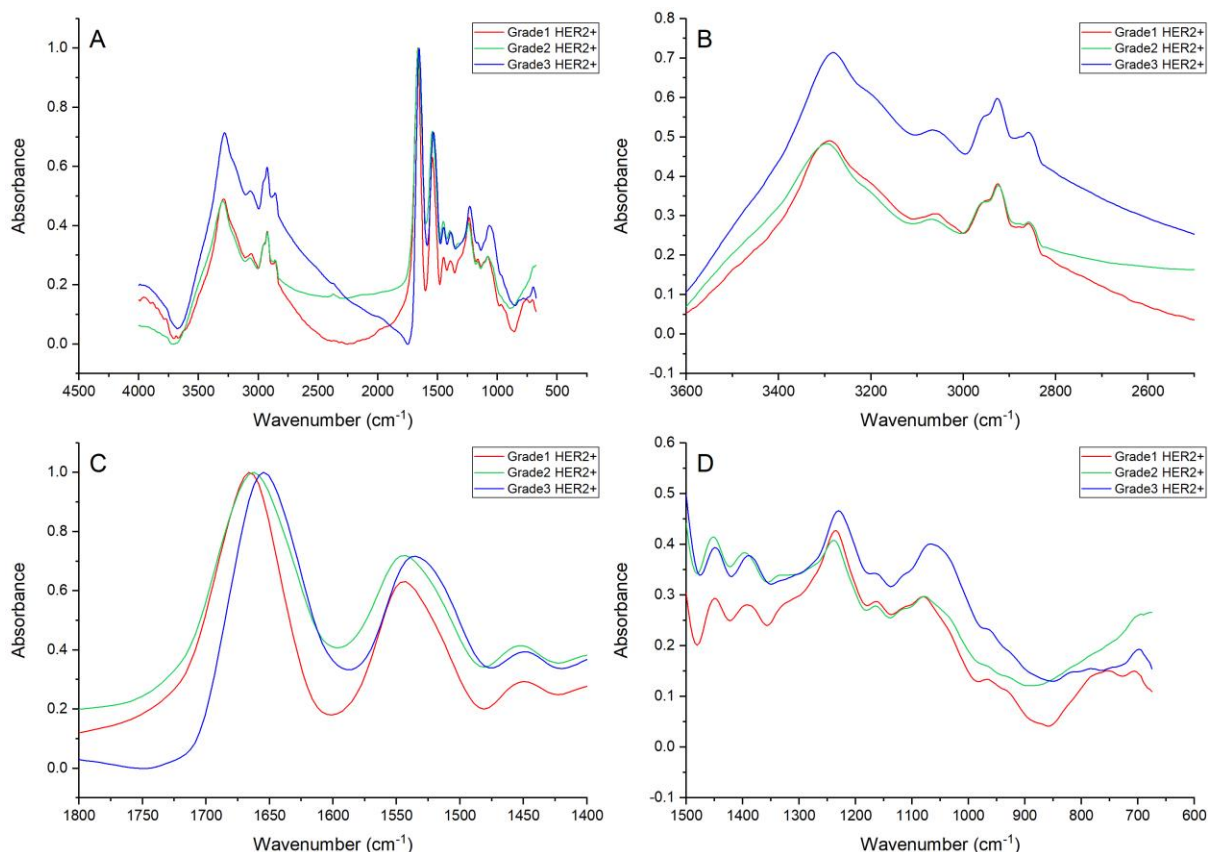 A
Grade1 HER2+
Grade2 HER2+
Grade3 HER2+
1.0
0.8
0.6
0.4
0.2
0.0
Absorbance
4500 4000 3500 3000 2500 2000 1500 1000 500
Wavenumber (cm-1)
B
Grade1 HER2+
Grade2 HER2+
Grade3 HER2+
0.8
0.7
0.6
0.5
0.4
0.3
0.2
0.1
0.0
-0.1
Absorbance
3600 3400 3200 3000 2800 2600
Wavenumber (cm-1)
C
Grade1 HER2+
Grade2 HER2+
Grade3 HER2+
1.0
0.8
0.6
0.4
0.2
0.0
Absorbance
1800 1750 1700 1650 1600 1550 1500 1450 1400
Wavenumber (cm-1)
D
Grade1 HER2+
Grade2 HER2+
Grade3 HER2+
0.6
0.5
0.4
0.3
0.2
0.1
0.0
-0.1
Absorbance
1500 1400 1300 1200 1100 1000 900 800 700 600
Wavenumber (cm-1)